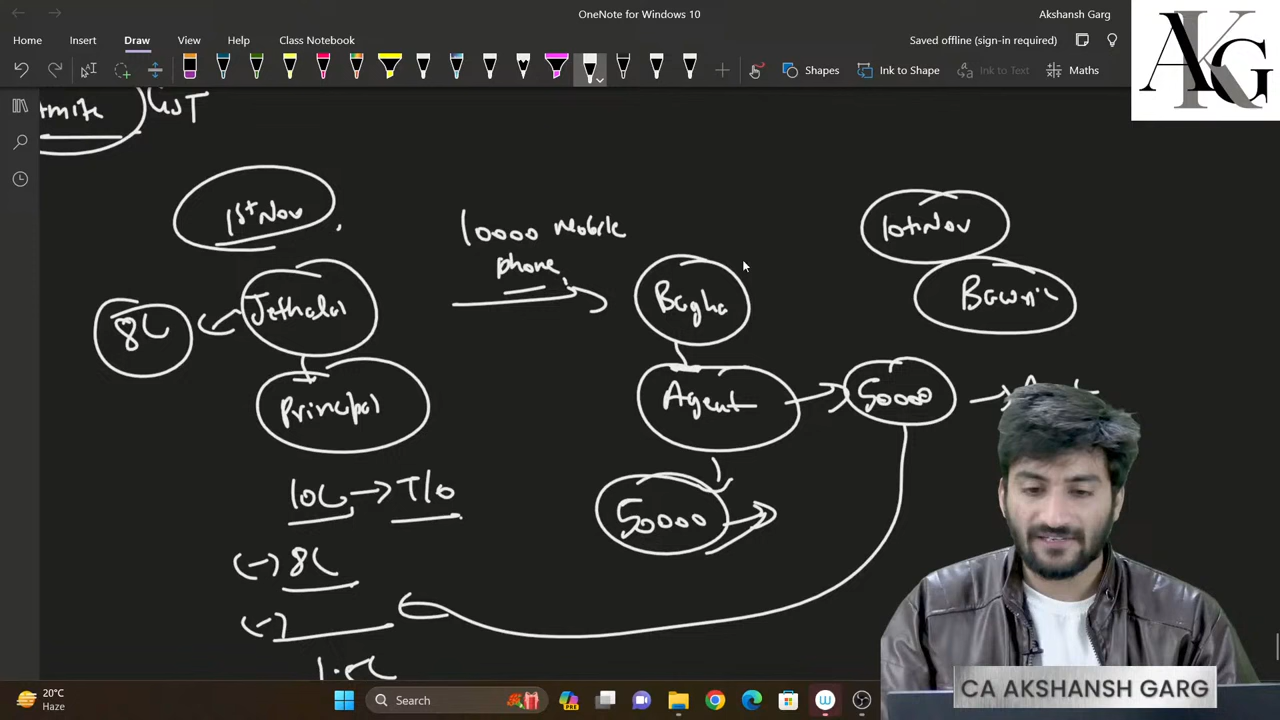 OneNote for Windows 10
Akshansh Garg
Home Insert Draw View Help Class Notebook
Saved offline (sign-in required)
Shapes
Ink to Shape
Ink to Text
Maths
AKG
GST
1st Nov
10000 mobile
phone
10th Nov
Jethalal
8L
Bagha
Principal
Agent
50000
10L → T/O
50000
(-) 8L
(-)
CA AKSHANSH GARG
20°C
Haze
Search